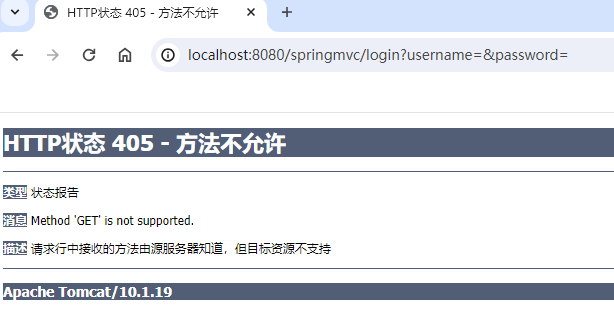 HTTP状态 405 - 方法不允许
localhost:8080/springmvc/login?username=&password=
HTTP状态 405 - 方法不允许
类型 状态报告
消息 Method 'GET' is not supported.
描述 请求行中接收的方法由源服务器知道，但目标资源不支持
Apache Tomcat/10.1.19